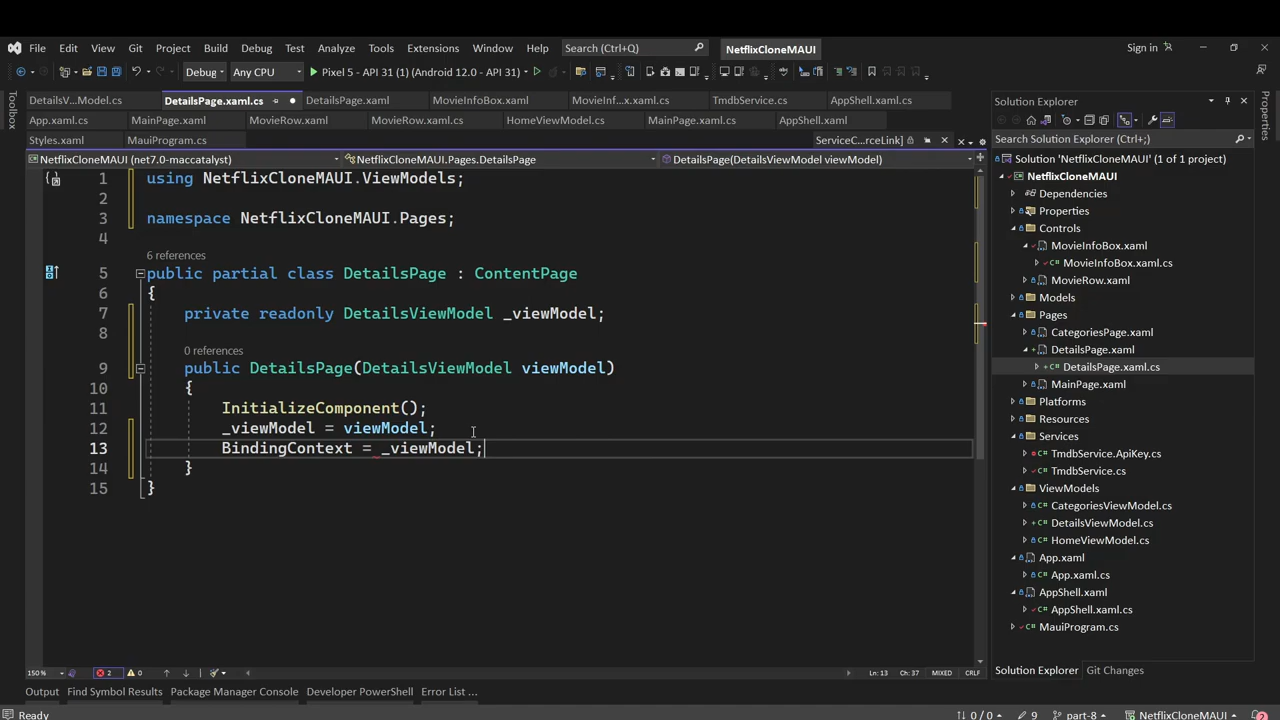 File Edit View Git Project Build Debug Test Analyze Tools Extensions Window Help Search (Ctrl+Q) NetflixCloneMAUI Sign in
Debug Any CPU Pixel 5 - API 31 (1) (Android 12.0 - API 31)
Toolbox
DetailsV...Model.cs DetailsPage.xaml.cs DetailsPage.xaml MovieInfoBox.xaml MovieInf...x.xaml.cs TmdbService.cs AppShell.xaml.cs
App.xaml.cs MainPage.xaml MovieRow.xaml MovieRow.xaml.cs HomeViewModel.cs MainPage.xaml.cs AppShell.xaml
Styles.xaml MauiProgram.cs ServiceC...rceLink]
NetflixCloneMAUI (net7.0-maccatalyst) NetflixCloneMAUI.Pages.DetailsPage DetailsPage(DetailsViewModel viewModel)
1 using NetflixCloneMAUI.ViewModels;
2
3 namespace NetflixCloneMAUI.Pages;
4
6 references
5 public partial class DetailsPage : ContentPage
6 {
7 private readonly DetailsViewModel _viewModel;
8
0 references
9 public DetailsPage(DetailsViewModel viewModel)
10 {
11 InitializeComponent();
12 _viewModel = viewModel;
13 BindingContext = _viewModel;
14 }
15 }
150 % 2 0 Ln: 13 Ch: 37 MIXED CRLF
Output Find Symbol Results Package Manager Console Developer PowerShell Error List ...
Ready 0 / 0 9 part-8 NetflixCloneMAUI 2
Solution Explorer
Search Solution Explorer (Ctrl+;)
Solution 'NetflixCloneMAUI' (1 of 1 project)
NetflixCloneMAUI
Dependencies
Properties
Controls
MovieInfoBox.xaml
MovieInfoBox.xaml.cs
MovieRow.xaml
Models
Pages
CategoriesPage.xaml
DetailsPage.xaml
DetailsPage.xaml.cs
MainPage.xaml
Platforms
Resources
Services
TmdbService.ApiKey.cs
TmdbService.cs
ViewModels
CategoriesViewModel.cs
DetailsViewModel.cs
HomeViewModel.cs
App.xaml
App.xaml.cs
AppShell.xaml
AppShell.xaml.cs
MauiProgram.cs
Solution Explorer Git Changes
Properties